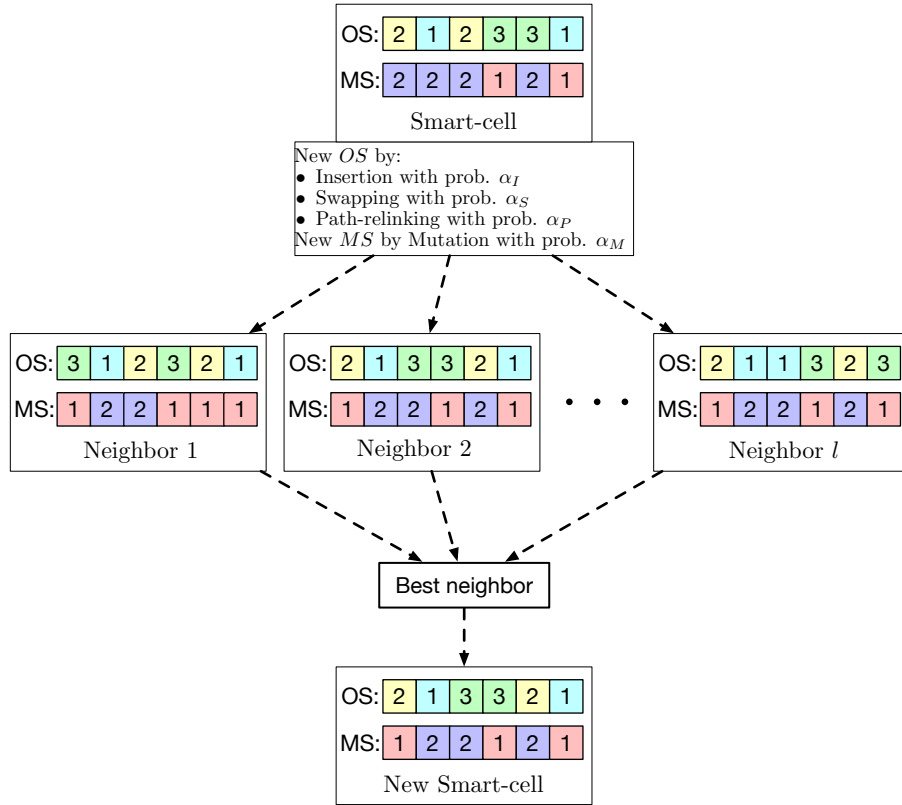 OS: 2 1 2 3 3 1
MS: 2 2 2 1 2 1
Smart-cell
New OS by:
• Insertion with prob. α_I
• Swapping with prob. α_S
• Path-relinking with prob. α_P
New MS by Mutation with prob. α_M
OS: 3 1 2 3 2 1
MS: 1 2 2 1 1 1
Neighbor 1
OS: 2 1 3 3 2 1
MS: 1 2 2 1 2 1
Neighbor 2
• • •
OS: 2 1 1 3 2 3
MS: 1 2 2 1 2 1
Neighbor l
Best neighbor
OS: 2 1 3 3 2 1
MS: 1 2 2 1 2 1
New Smart-cell